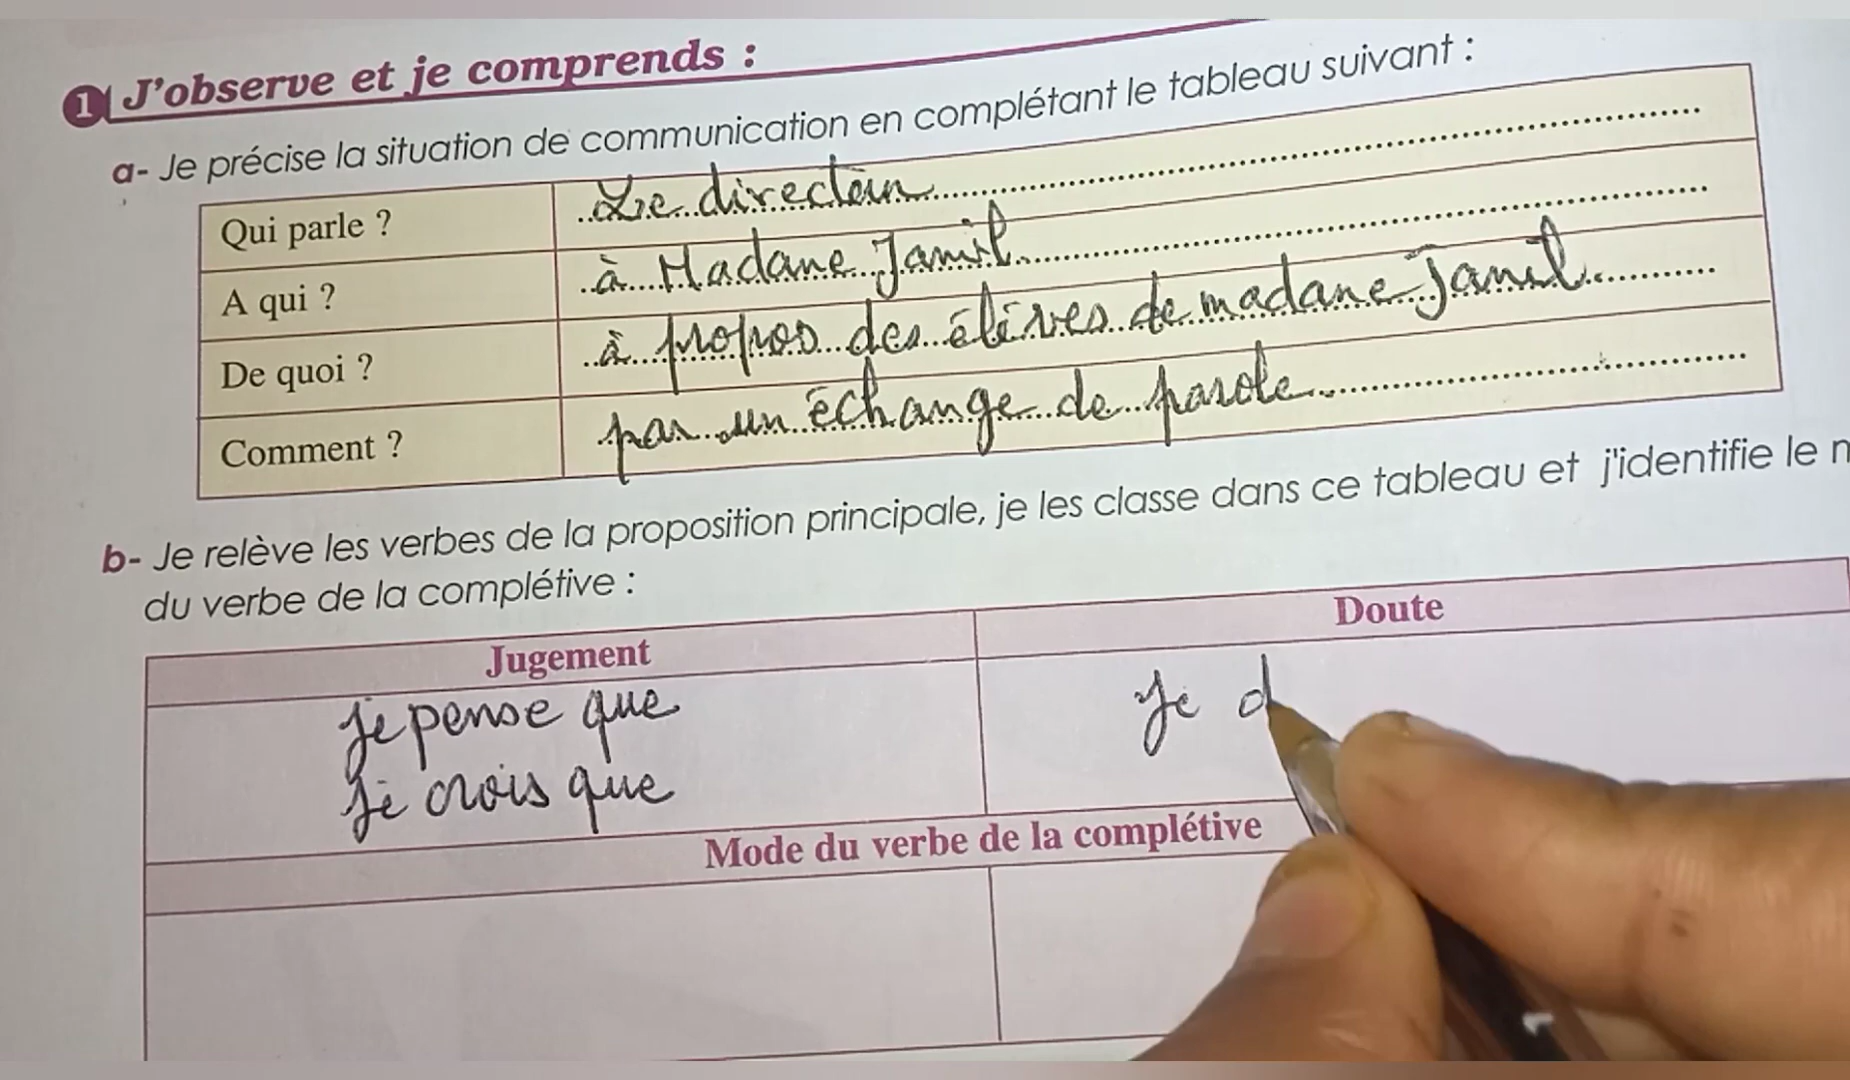 1 J'observe et je comprends :
a- Je précise la situation de communication en complétant le tableau suivant :
Qui parle ? Le directeur
A qui ? à Madame Jamil
De quoi ? à propos des élèves de madame Jamil
Comment ? par un échange de parole
b- Je relève les verbes de la proposition principale, je les classe dans ce tableau et j'identifie le
du verbe de la complétive :
Jugement Doute
je pense que Je d
Je crois que
Mode du verbe de la complétive